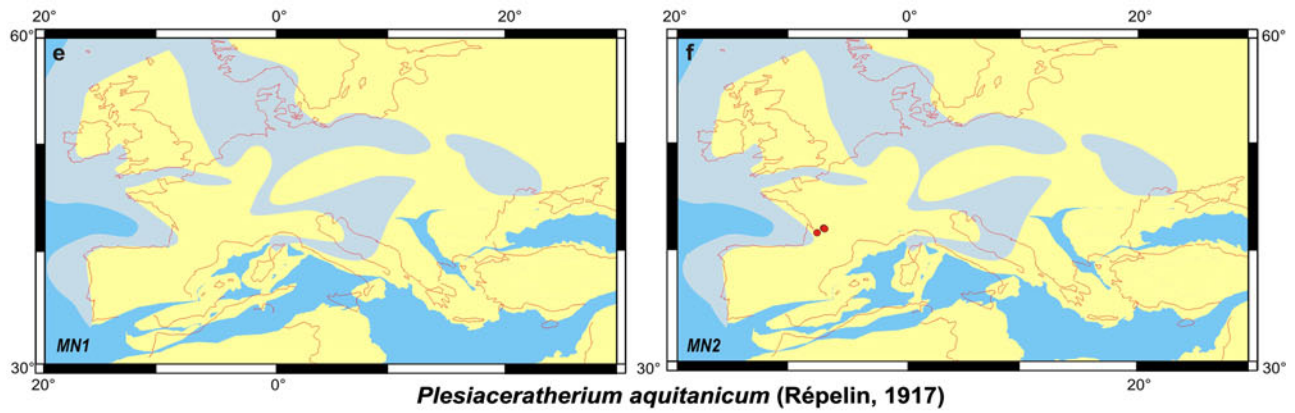 20° 0° 20° 20° 0° 20°
60° 60°
e f
MN1 MN2
30° 30° 30°
20° 0° 0° 20°
Plesiaceratherium aquitanicum (Répelin, 1917)